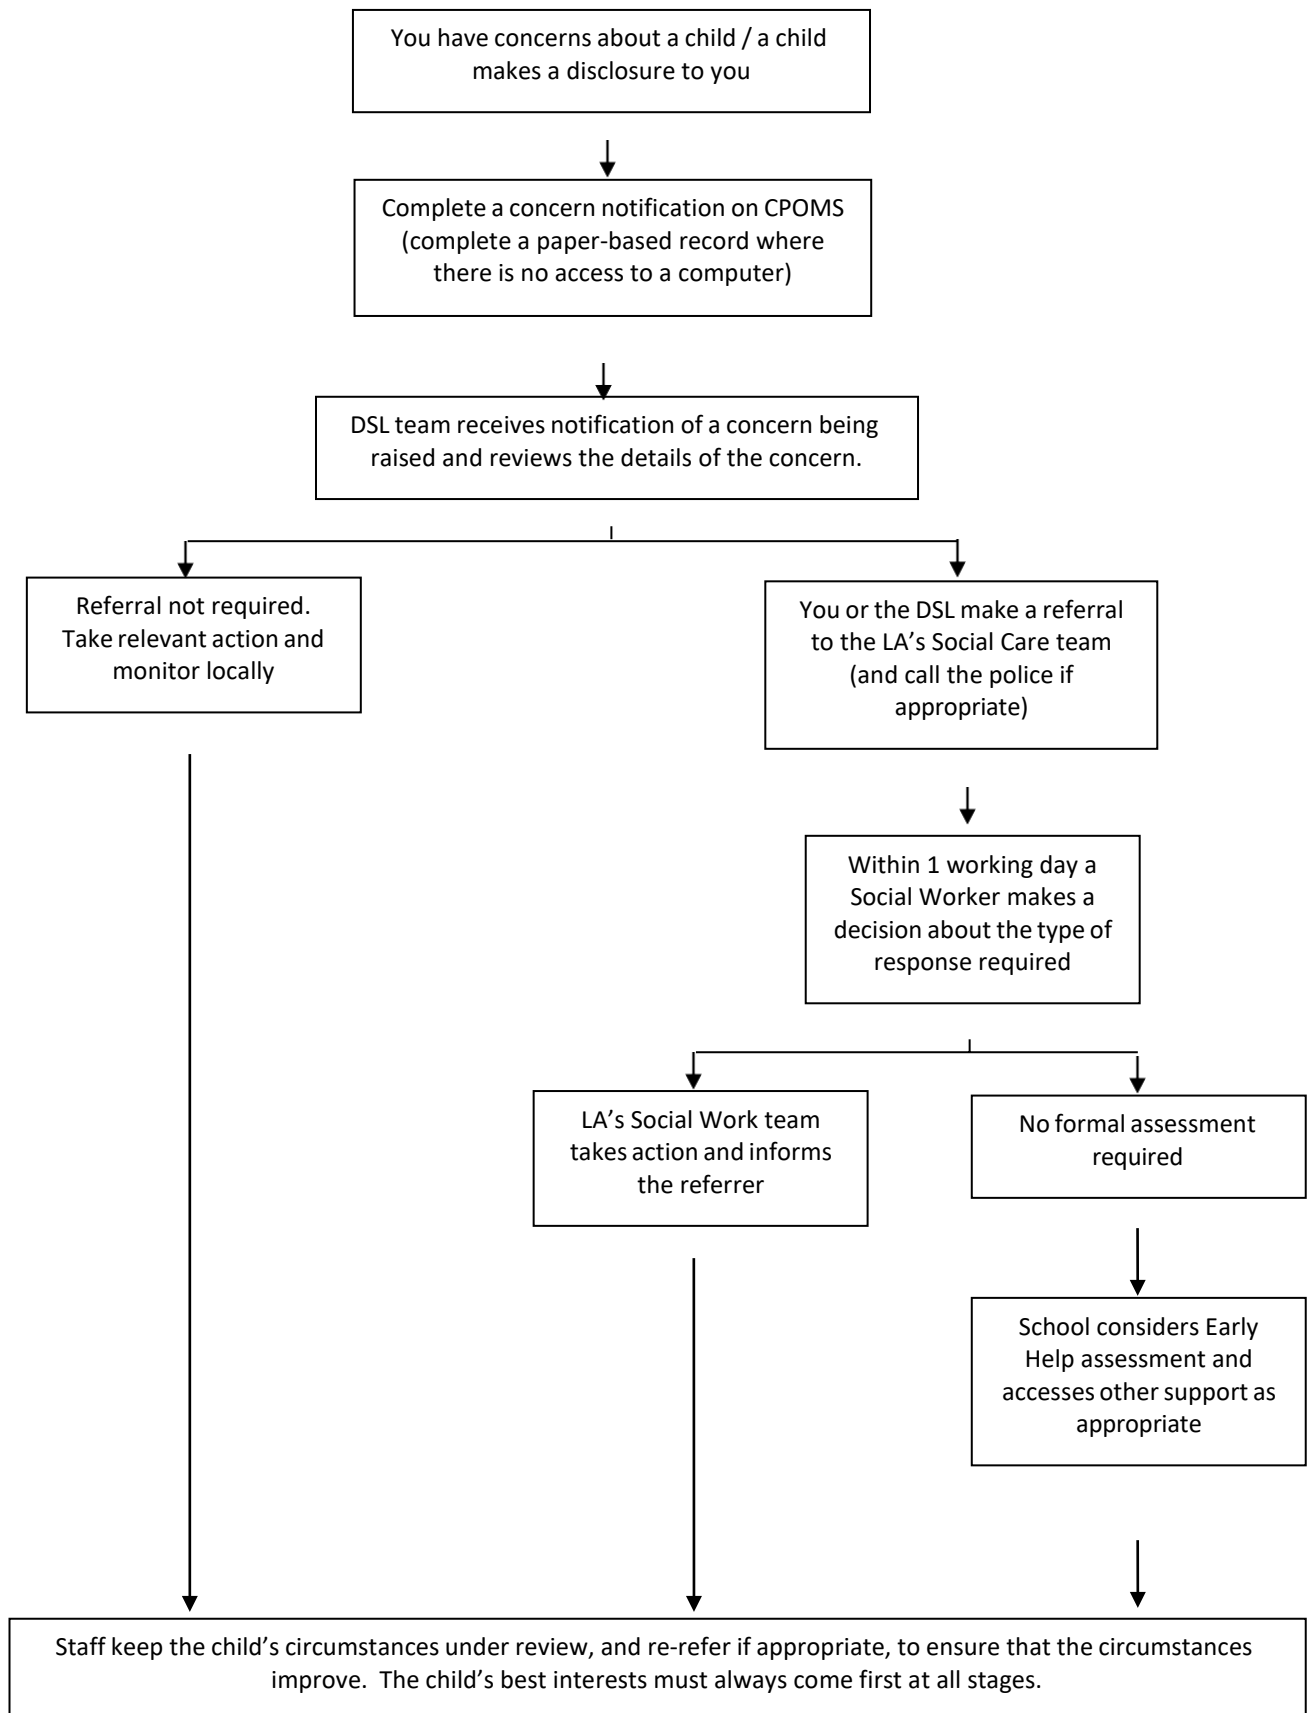 You have concerns about a child / a child
makes a disclosure to you
Complete a concern notification on CPOMS
(complete a paper-based record where
there is no access to a computer)
DSL team receives notification of a concern being
raised and reviews the details of the concern.
Referral not required.
Take relevant action and
monitor locally
You or the DSL make a referral
to the LA’s Social Care team
(and call the police if
appropriate)
Within 1 working day a
Social Worker makes a
decision about the type of
response required
LA’s Social Work team
takes action and informs
the referrer
No formal assessment
required
School considers Early
Help assessment and
accesses other support as
appropriate
Staff keep the child’s circumstances under review, and re-refer if appropriate, to ensure that the circumstances
improve.  The child’s best interests must always come first at all stages.